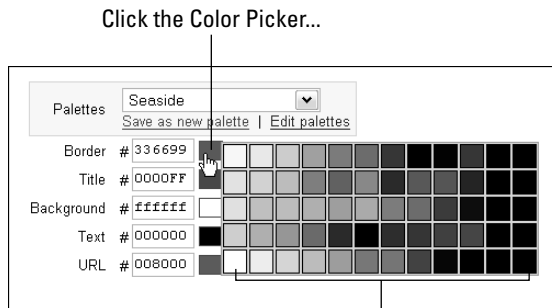 Click the Color Picker...
Palettes Seaside
Save as new palette | Edit palettes
Border # 336699
Title # 0000FF
Background # ffffff
Text # 000000
URL # 008000